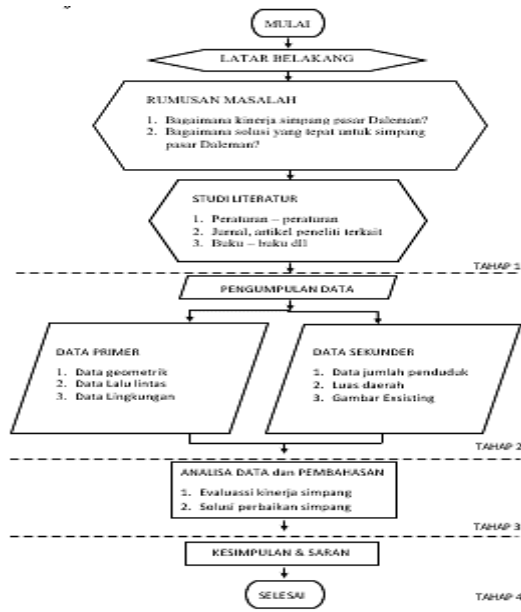 MULAI
LATAR BELAKANG
RUMUSAN MASALAH
1. Bagaimana kinerja simpang pasar Daleman?
2. Bagaimana solusi yang tepat untuk simpang
pasar Daleman?
STUDI LITERATUR
1. Peraturan – peraturan
2. Jurnal, artikel peneliti terkait
3. Buku – buku dll
TAHAP 1
PENGUMPULAN DATA
DATA PRIMER
1. Data geometrik
2. Data Lalu lintas
3. Data Lingkungan
DATA SEKUNDER
1. Data jumlah penduduk
2. Luas daerah
3. Gambar Exsisting
TAHAP 2
ANALISA DATA dan PEMBAHASAN
1. Evaluassi kinerja simpang
2. Solusi perbaikan simpang
TAHAP 3
KESIMPULAN & SARAN
SELESAI
TAHAP 4